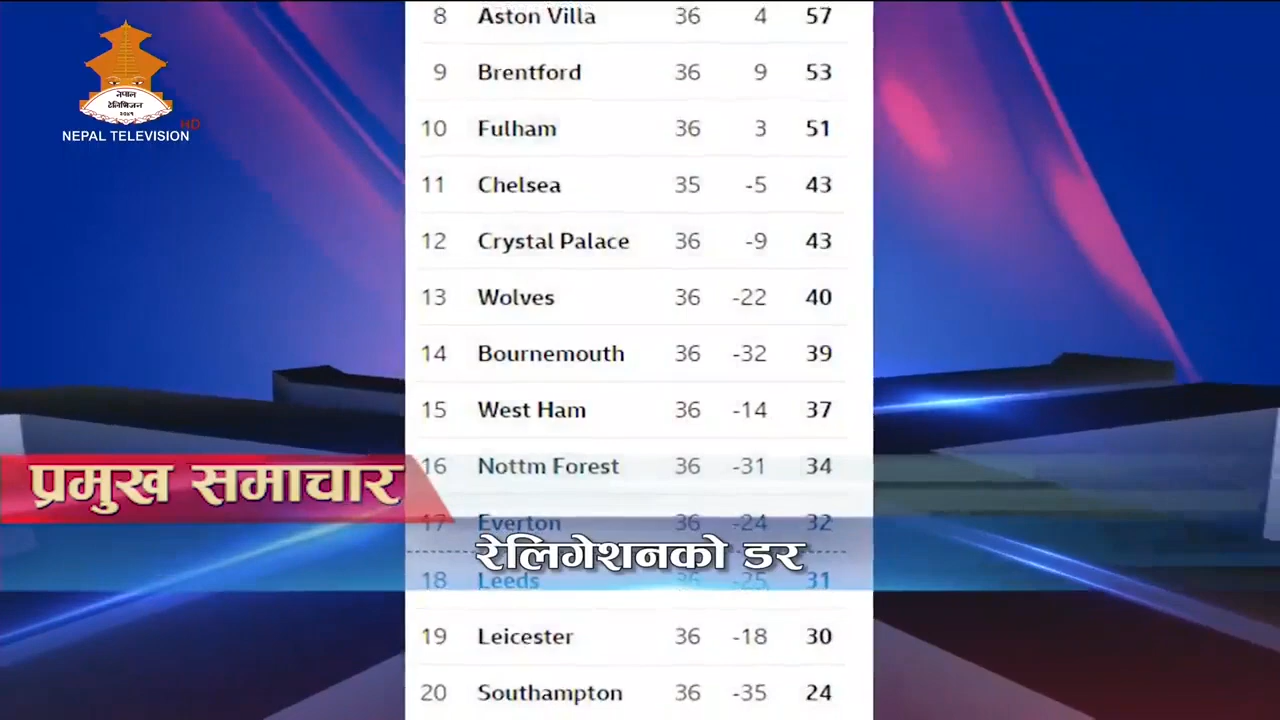 8 Aston Villa 36 4 57
9 Brentford 36 9 53
10 Fulham 36 3 51
11 Chelsea 35 -5 43
12 Crystal Palace 36 -9 43
13 Wolves 36 -22 40
14 Bournemouth 36 -32 39
15 West Ham 36 -14 37
16 Nottm Forest 36 -31 34
17 Everton 36 -24 32
18 Leeds 36 -25 31
19 Leicester 36 -18 30
20 Southampton 36 -35 24
नेपाल
टेलिभिजन
२०४१
HD
NEPAL TELEVISION
प्रमुख समाचार
रेलिगेशनको डर